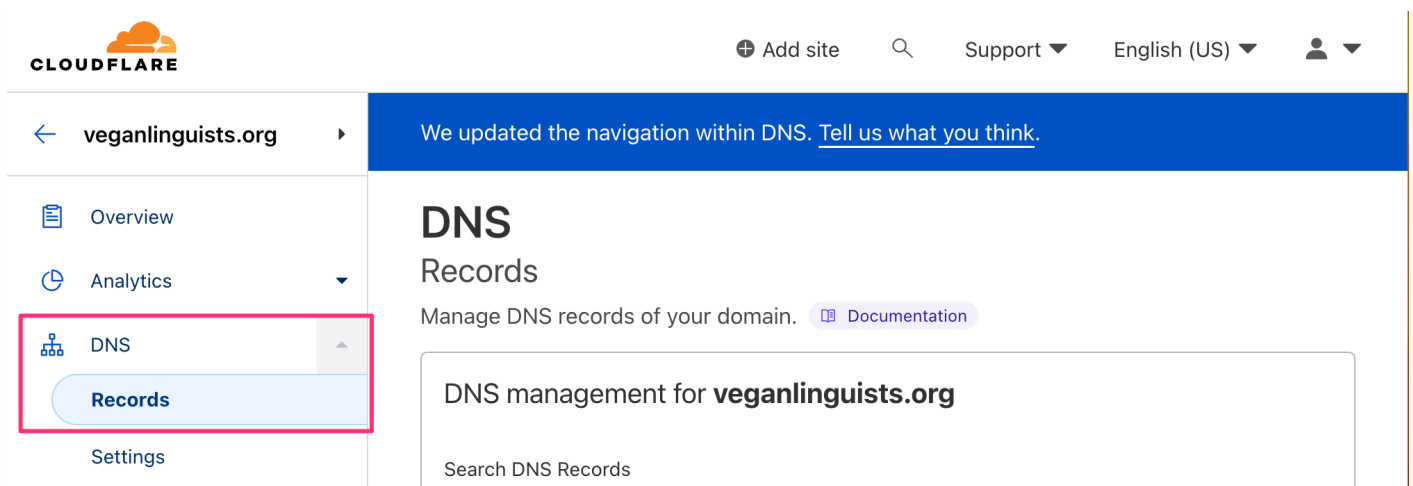 CLOUDFLARE
Add site
Support
English (US)
veganlinguists.org
We updated the navigation within DNS. Tell us what you think.
Overview
Analytics
DNS
Records
Settings
DNS
Records
Manage DNS records of your domain. Documentation
DNS management for veganlinguists.org
Search DNS Records